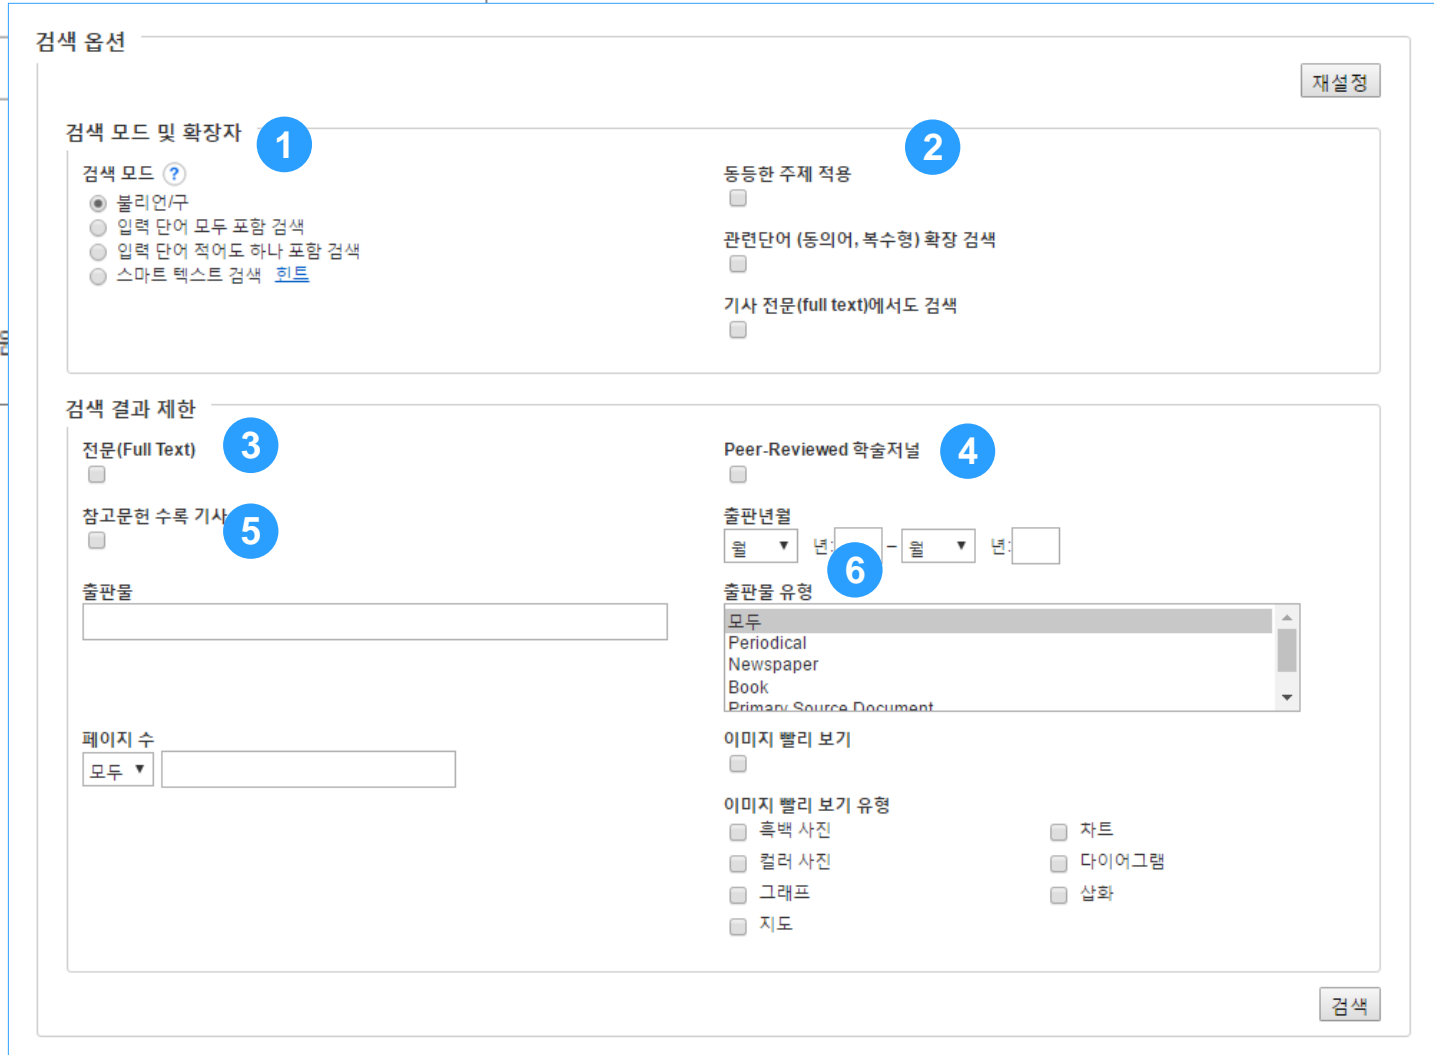 검색 옵션
재설정
검색 모드 및 확장자
1
2
검색 모드 ?
불리언/구
입력 단어 모두 포함 검색
입력 단어 적어도 하나 포함 검색
스마트 텍스트 검색 힌트
동등한 주제 적용
관련단어 (동의어, 복수형) 확장 검색
기사 전문(full text)에서도 검색
검색 결과 제한
전문(Full Text)
3
Peer-Reviewed 학술저널
4
참고문헌 수록 기사
5
출판년월
월 년: – 월 년:
6
출판물
출판물 유형
모두
Periodical
Newspaper
Book
Primary Source Document
페이지 수
모두
이미지 빨리 보기
이미지 빨리 보기 유형
흑백 사진 차트
컬러 사진 다이어그램
그래프 삽화
지도
검색